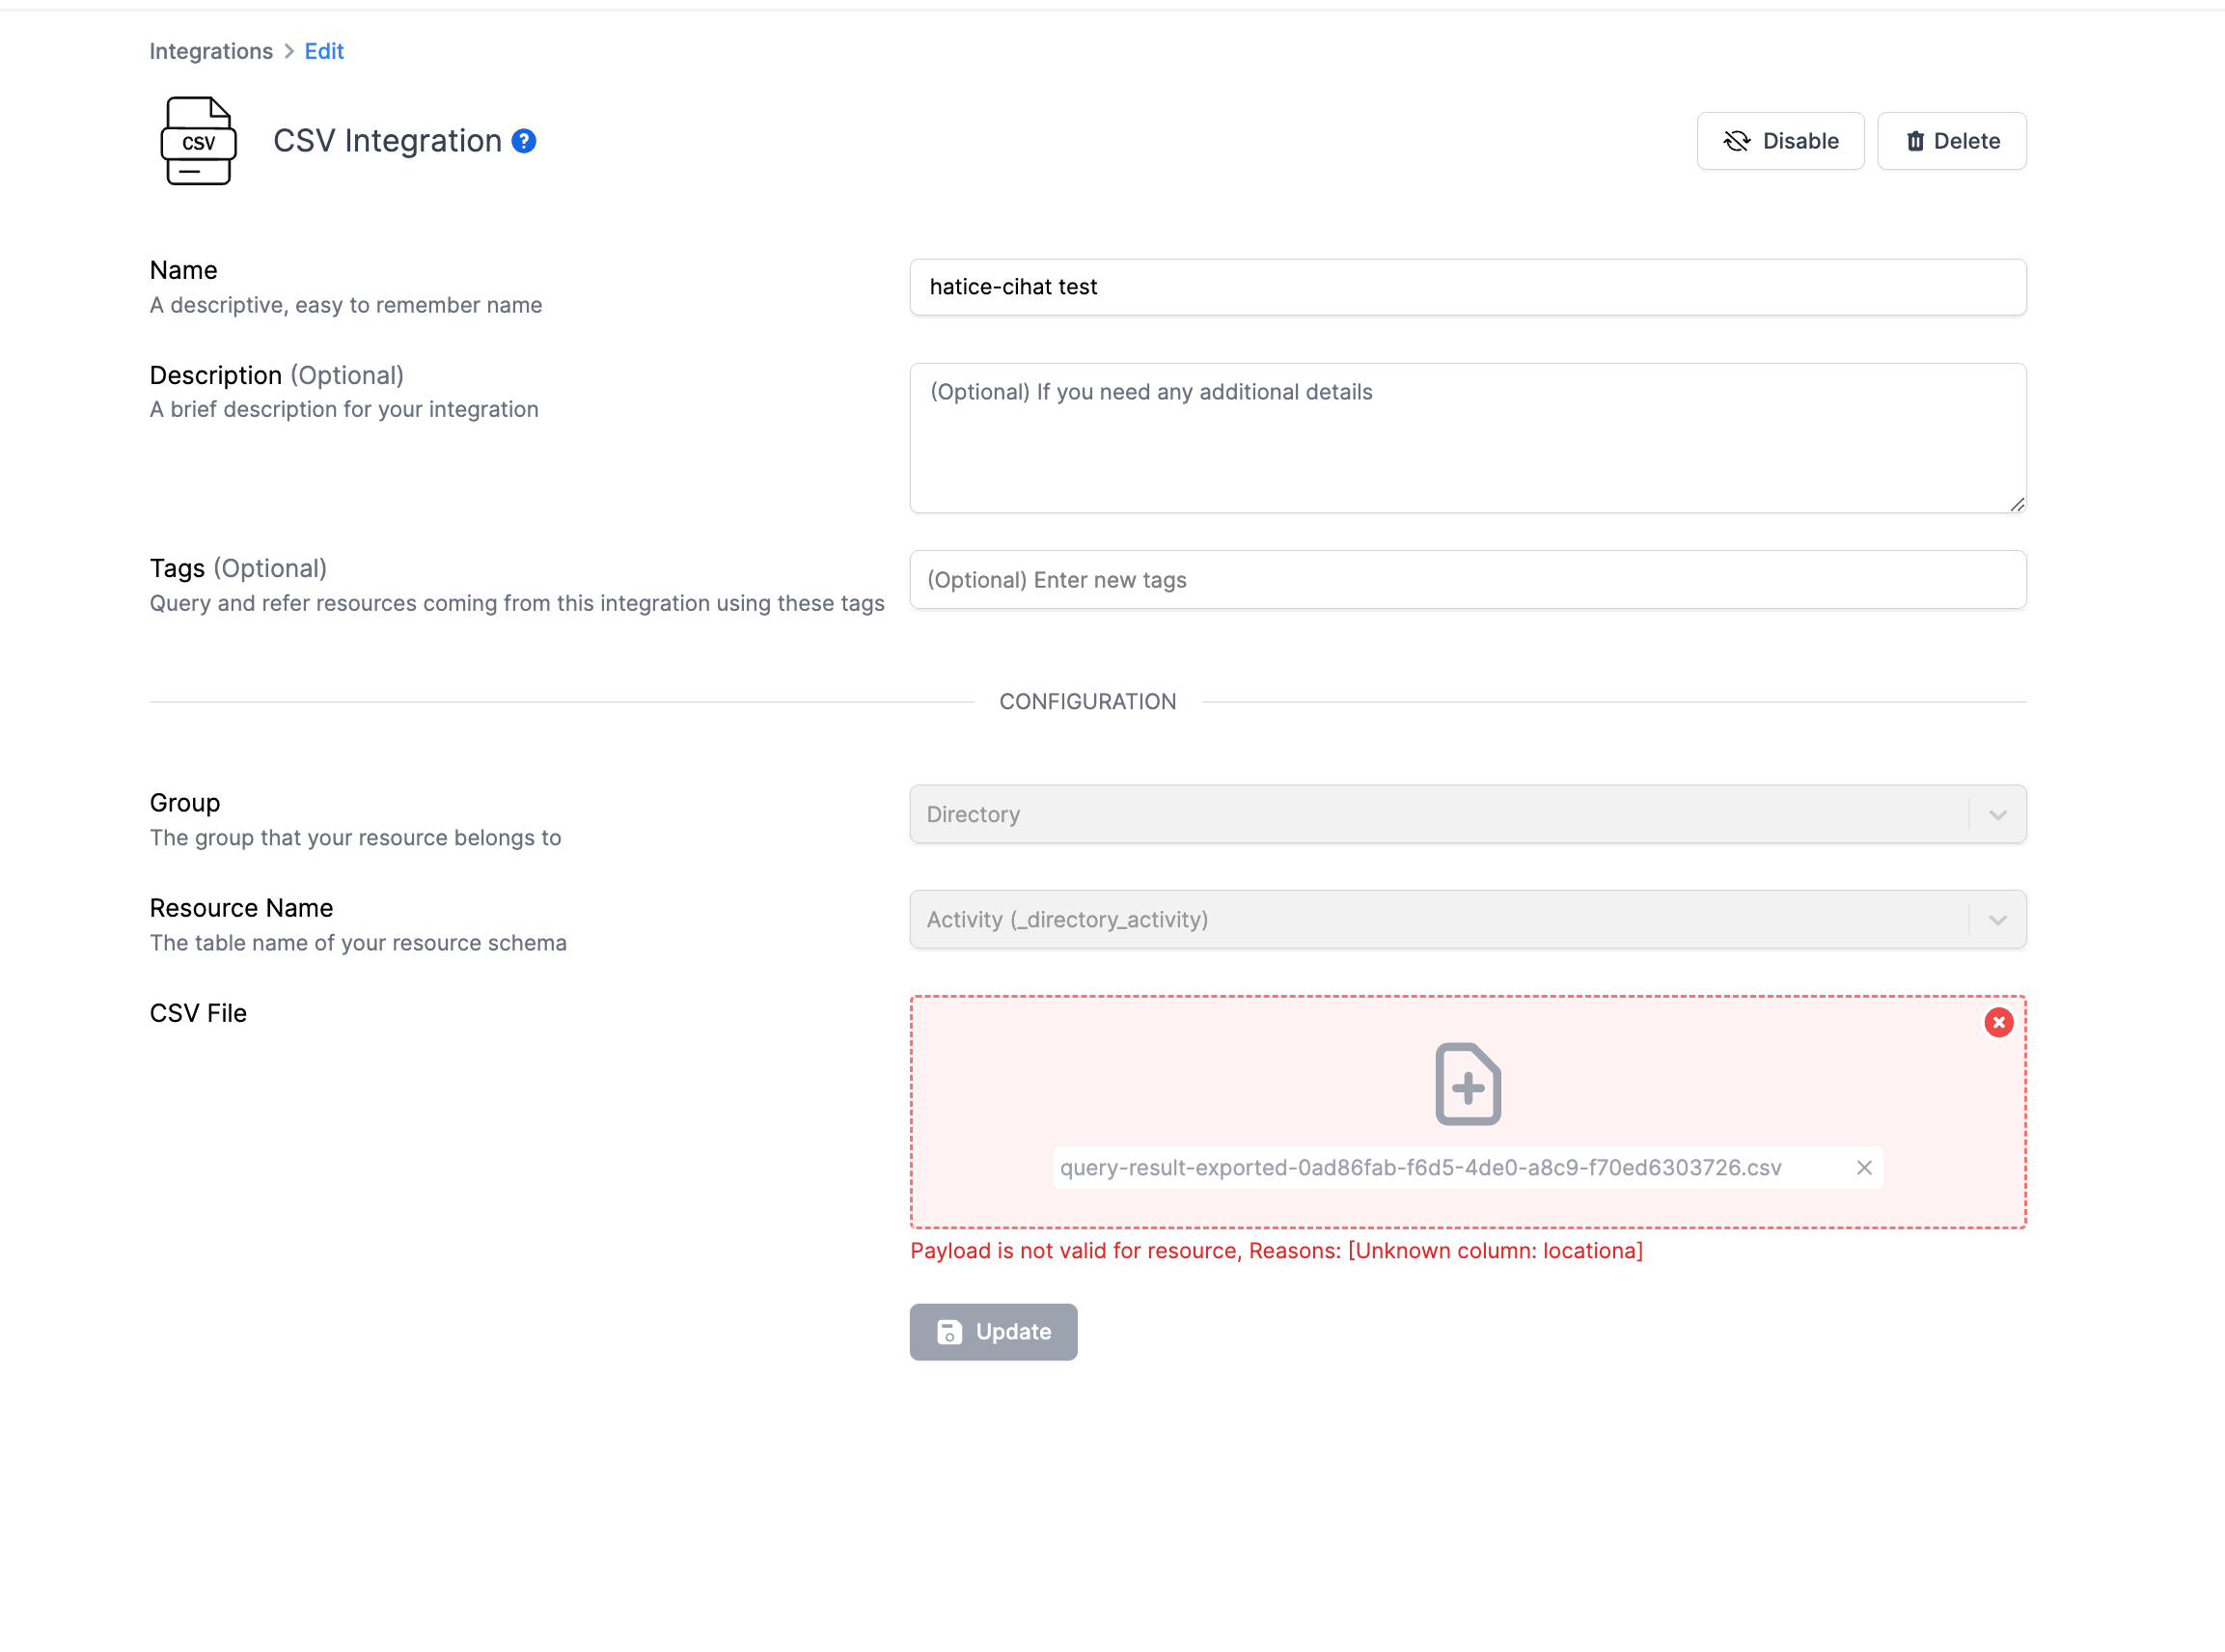 Integrations > Edit
CSV
CSV Integration ?
Disable
Delete
Name
A descriptive, easy to remember name
hatice-cihat test
Description (Optional)
A brief description for your integration
(Optional) If you need any additional details
Tags (Optional)
Query and refer resources coming from this integration using these tags
(Optional) Enter new tags
CONFIGURATION
Group
The group that your resource belongs to
Directory
Resource Name
The table name of your resource schema
Activity (_directory_activity)
CSV File
query-result-exported-0ad86fab-f6d5-4de0-a8c9-f70ed6303726.csv
Payload is not valid for resource, Reasons: [Unknown column: locationa]
Update